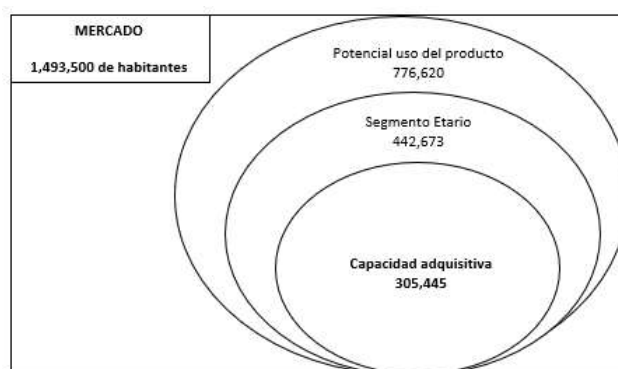 MERCADO
1,493,500 de habitantes
Potencial uso del producto
776,620
Segmento Etario
442,673
Capacidad adquisitiva
305,445